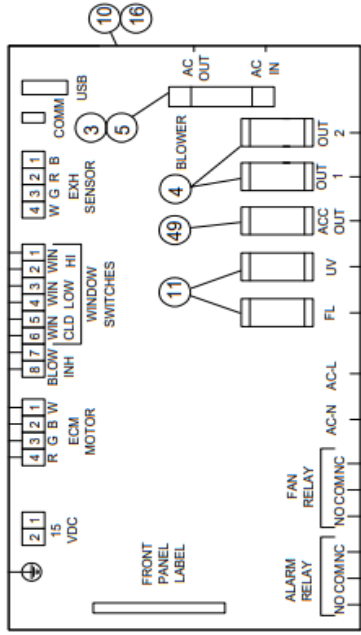 2 1
15
VDC
4 3 2 1
R G B W
ECM
MOTOR
8 7 6 5 4 3 2 1
BLOW WIN WIN WIN
INH CLD LOW HI
WINDOW
SWITCHES
4 3 2 1
W G R B
EXH
SENSOR
COMM
USB
10
16
3
5
FRONT
PANEL
LABEL
BLOWER
AC
OUT
AC
IN
11
49
4
ALARM
RELAY
NO COM NC
FAN
RELAY
NO COM NC
AC-N
AC-L
FL
UV
ACC
OUT
OUT
1
OUT
2